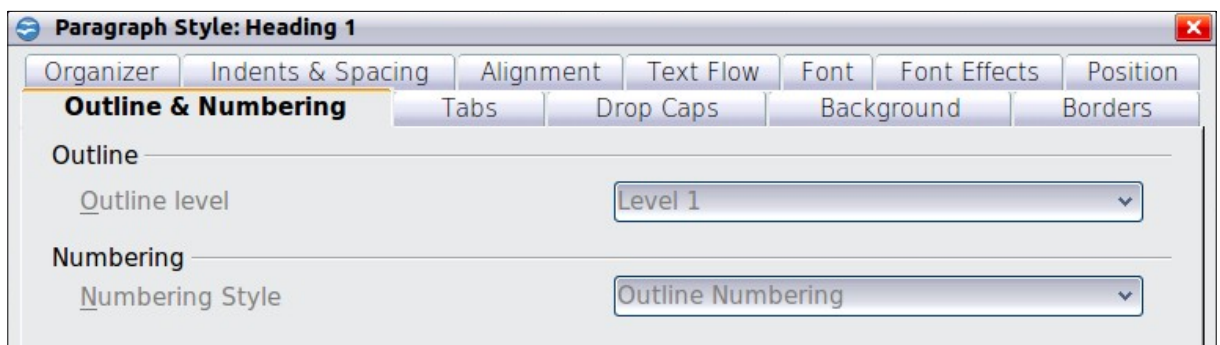 Paragraph Style: Heading 1
Organizer Indents & Spacing Alignment Text Flow Font Font Effects Position
Outline & Numbering Tabs Drop Caps Background Borders
Outline
Outline level Level 1
Numbering
Numbering Style Outline Numbering